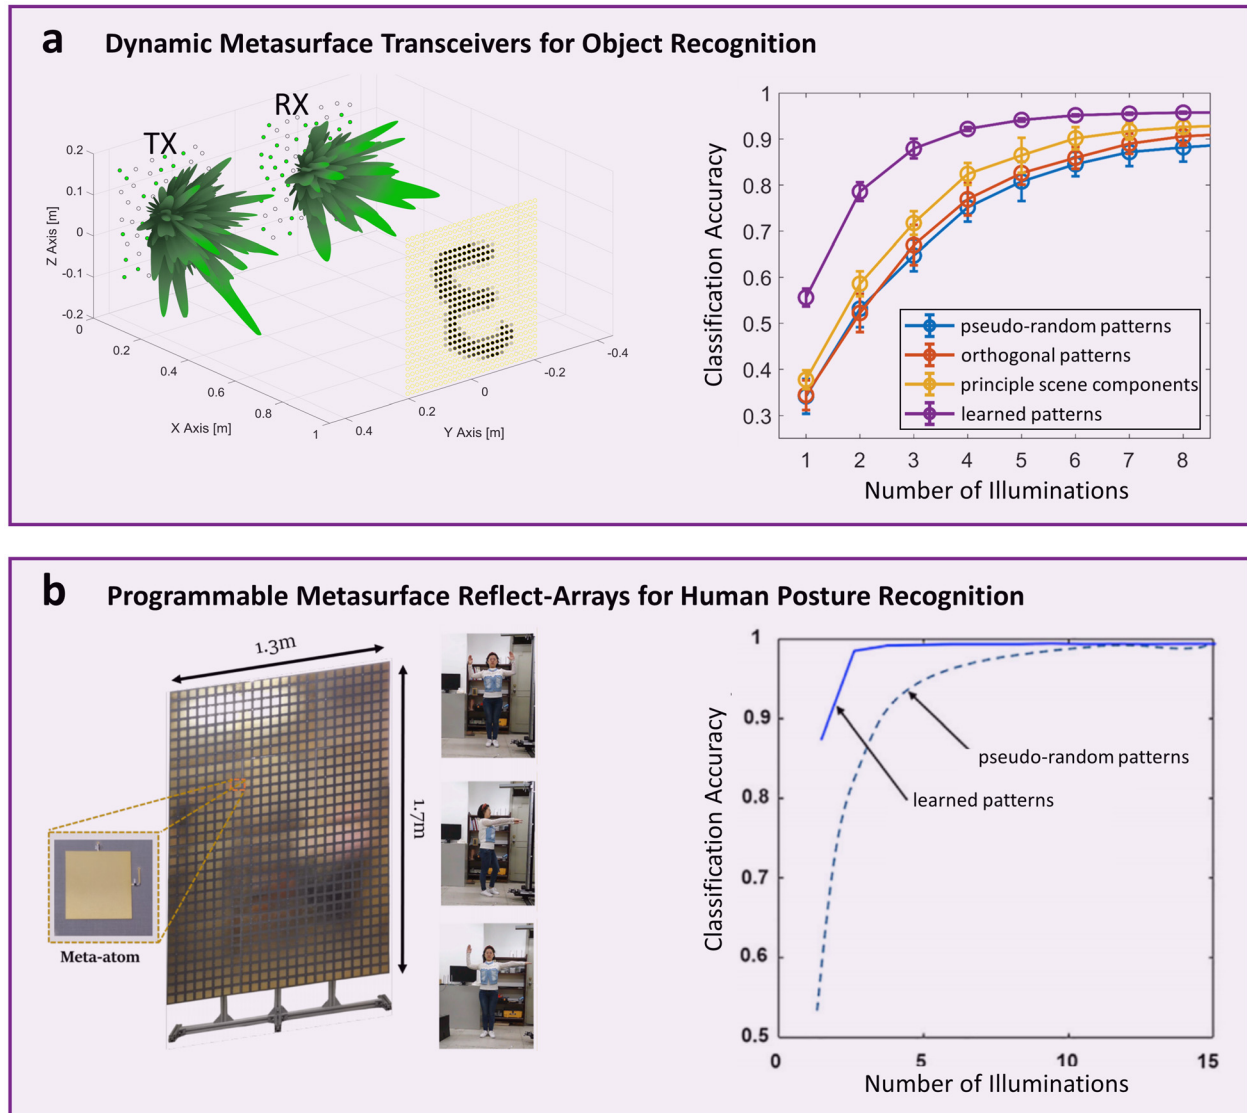 a Dynamic Metasurface Transceivers for Object Recognition
TX
RX
0.2
0.1
0
-0.1
-0.2
Z Axis [m]
0
0.2
0.4
0.6
0.8
1
X Axis [m]
0.4
0.2
0
-0.2
-0.4
Y Axis [m]
1
0.9
0.8
0.7
0.6
0.5
0.4
0.3
Classification Accuracy
pseudo-random patterns
orthogonal patterns
principle scene components
learned patterns
1 2 3 4 5 6 7 8
Number of Illuminations
b Programmable Metasurface Reflect-Arrays for Human Posture Recognition
1.3m
1.7m
Meta-atom
1
0.9
0.8
0.7
0.6
0.5
Classification Accuracy
pseudo-random patterns
learned patterns
0 5 10 15
Number of Illuminations